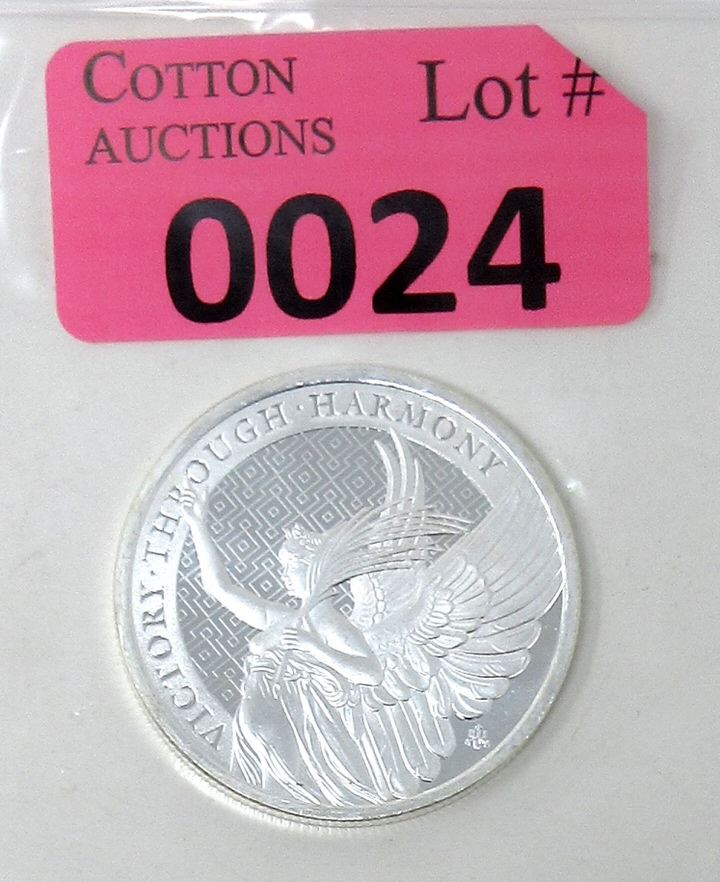 COTTON
AUCTIONS
Lot #
0024
VICTORY · THROUGH · HARMONY